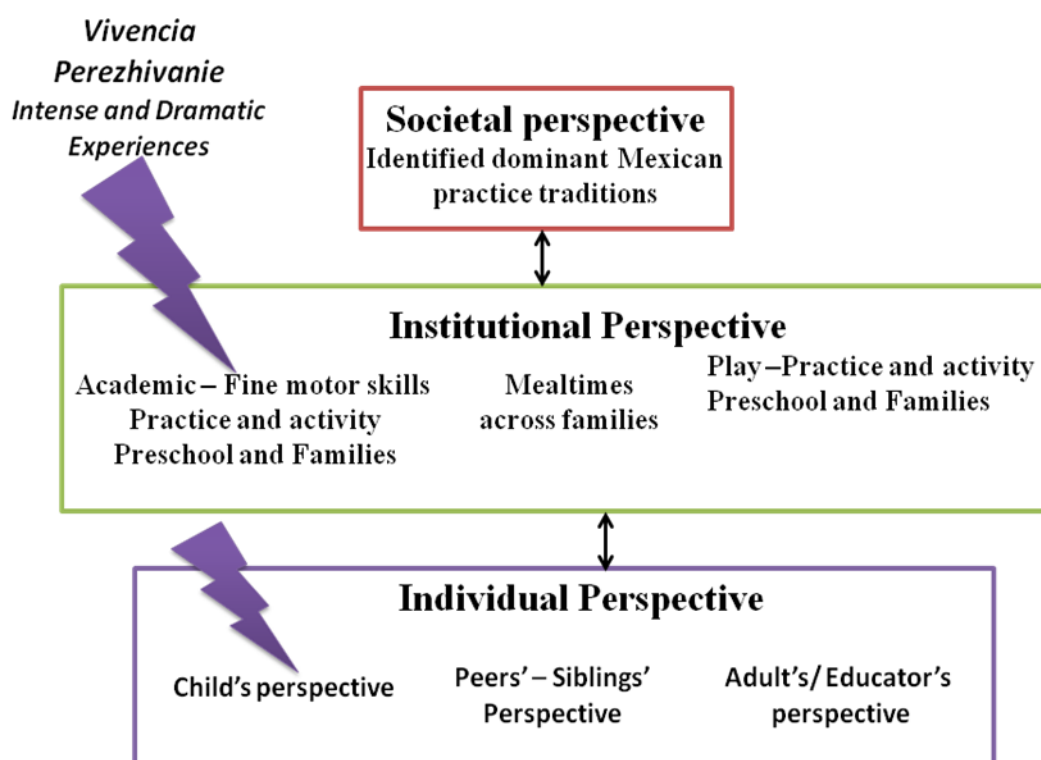 Vivencia
Perezhivanie
Intense and Dramatic
Experiences
Societal perspective
Identified dominant Mexican
practice traditions
Institutional Perspective
Academic – Fine motor skills
Practice and activity
Preschool and Families
Mealtimes
across families
Play –Practice and activity
Preschool and Families
Individual Perspective
Child's perspective
Peers' – Siblings'
Perspective
Adult's/ Educator's
perspective